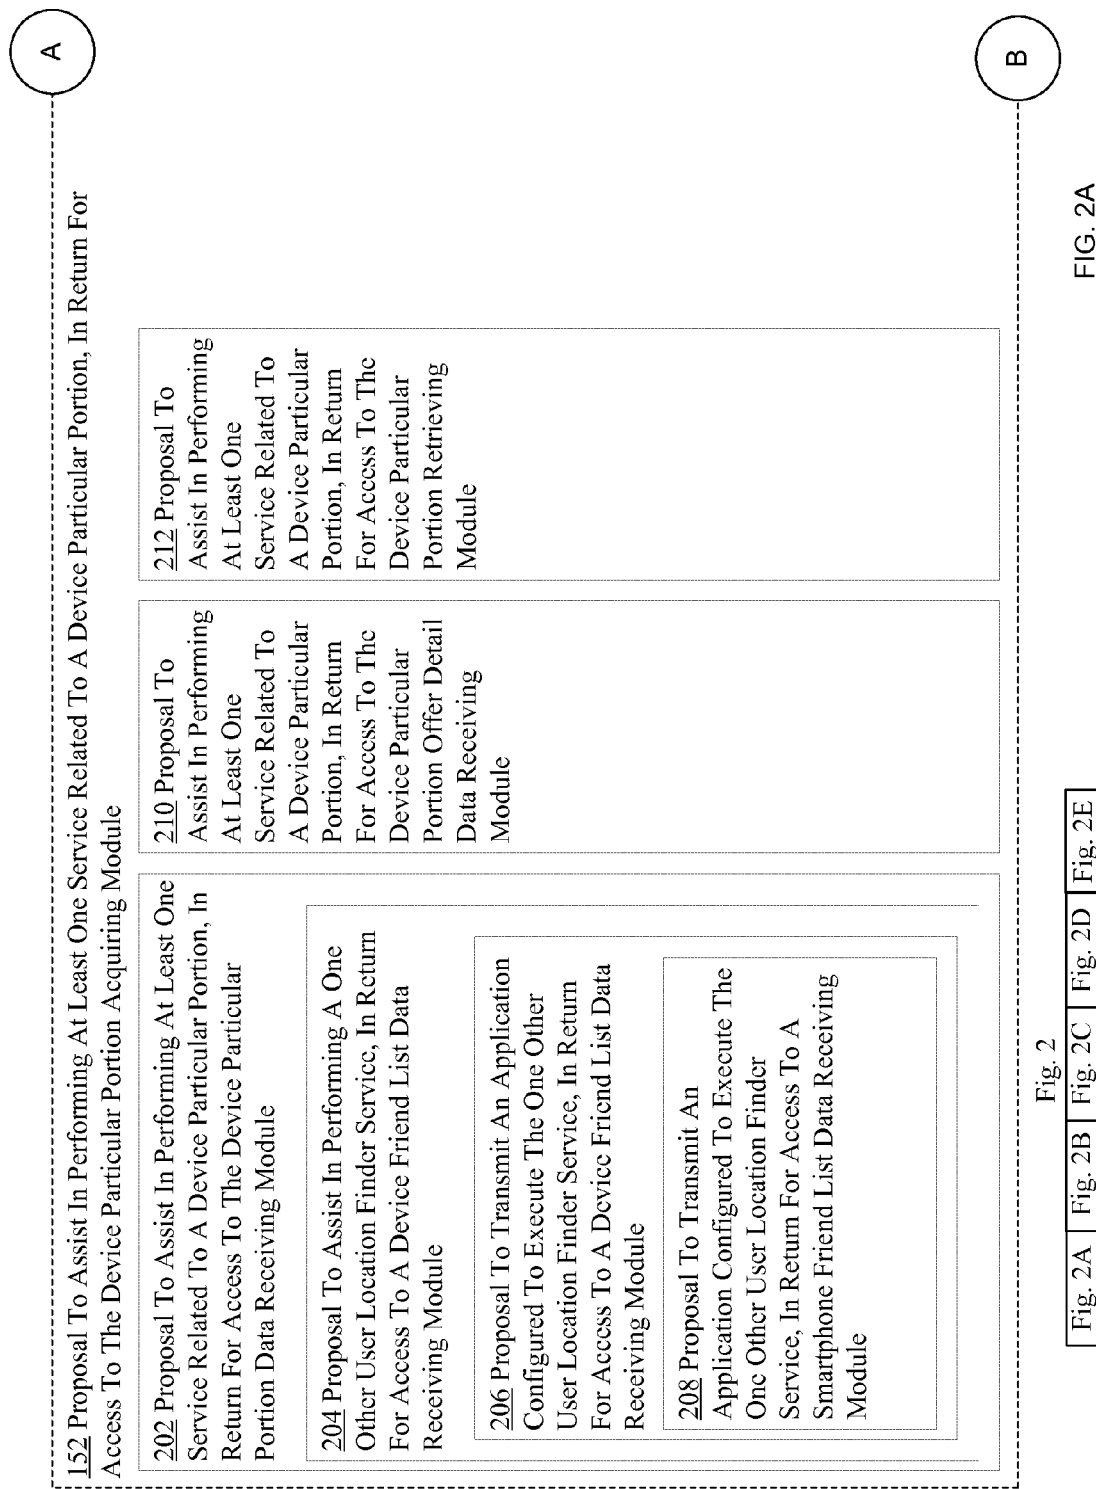 A
152 Proposal To Assist In Performing At Least One Service Related To A Device Particular Portion, In Return For
Access To The Device Particular Portion Acquiring Module
202 Proposal To Assist In Performing At Least One
Service Related To A Device Particular Portion, In
Return For Access To The Device Particular
Portion Data Receiving Module
204 Proposal To Assist In Performing A One
Other User Location Finder Service, In Return
For Access To A Device Friend List Data
Receiving Module
206 Proposal To Transmit An Application
Configured To Execute The One Other
User Location Finder Service, In Return
For Access To A Device Friend List Data
Receiving Module
208 Proposal To Transmit An
Application Configured To Execute The
One Other User Location Finder
Service, In Return For Access To A
Smartphone Friend List Data Receiving
Module
210 Proposal To
Assist In Performing
At Least One
Service Related To
A Device Particular
Portion, In Return
For Access To The
Device Particular
Portion Offer Detail
Data Receiving
Module
212 Proposal To
Assist In Performing
At Least One
Service Related To
A Device Particular
Portion, In Return
For Access To The
Device Particular
Portion Retrieving
Module
B
Fig. 2
Fig. 2A Fig. 2B Fig. 2C Fig. 2D Fig. 2E
FIG. 2A